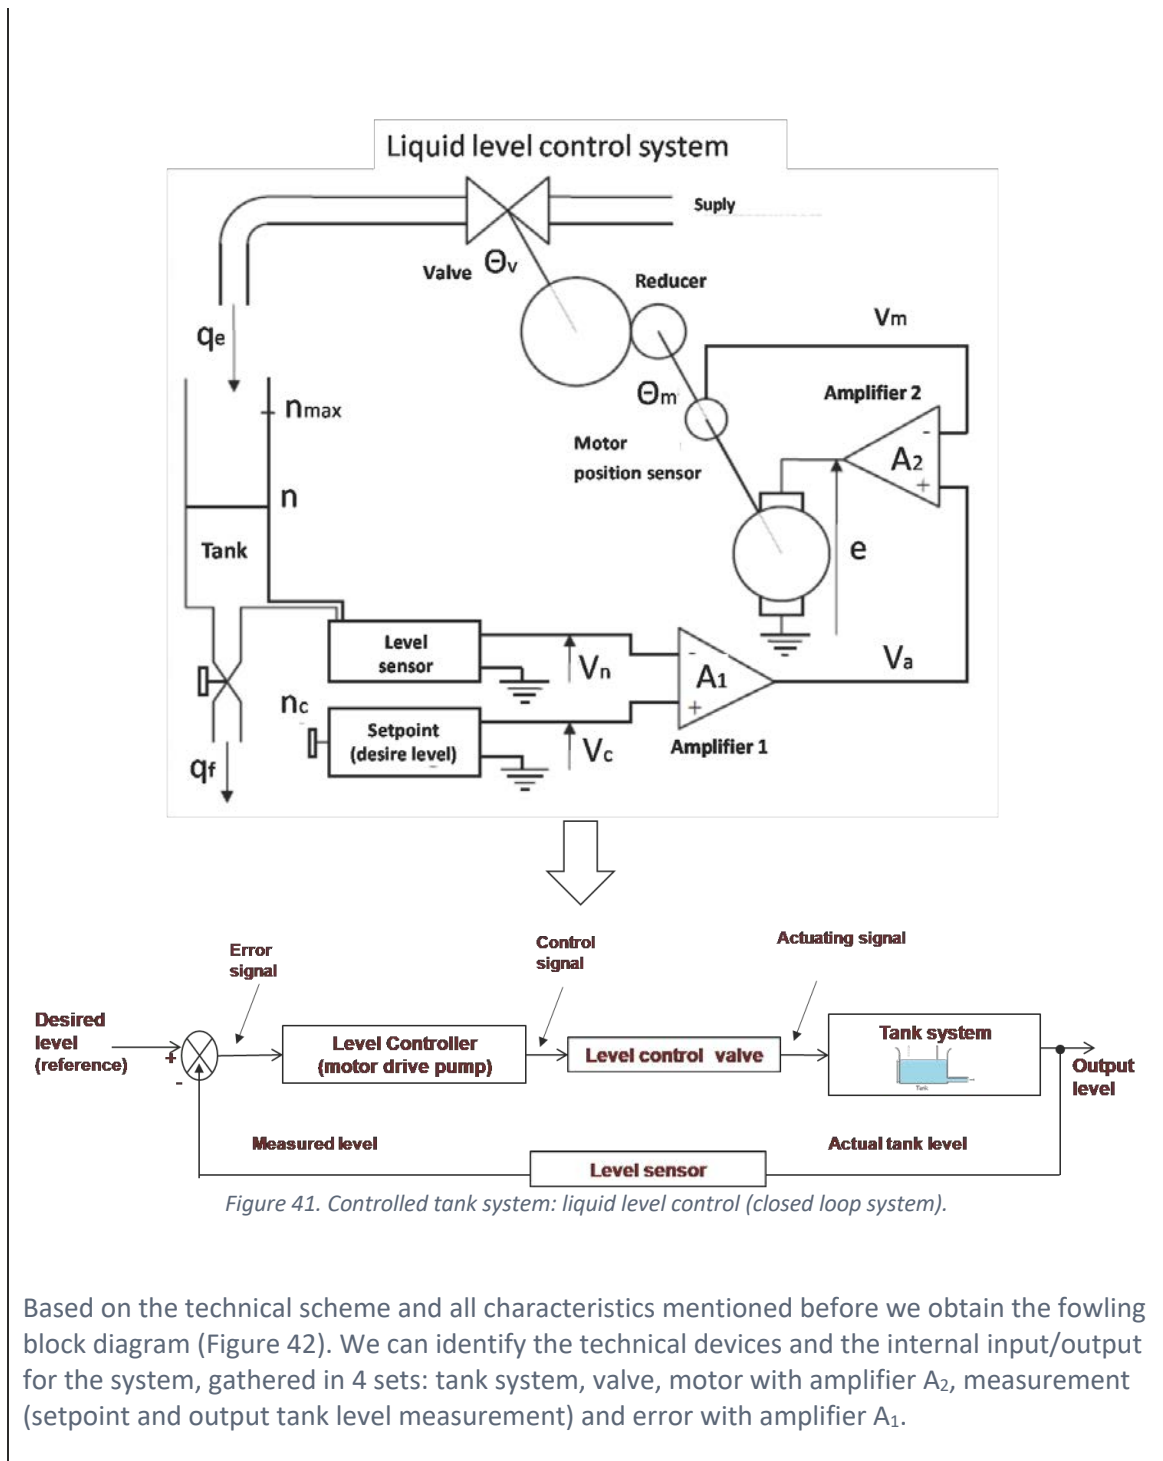 Liquid level control system
Suply
Valve
Θv
Reducer
Vm
qe
Θm
Amplifier 2
nmax
Motor
position sensor
-
A2
+
n
Tank
e
Level
sensor
Vn
-
A1
+
Va
nc
Setpoint
(desire level)
Vc
Amplifier 1
qf
Error
signal
Control
signal
Actuating signal
Desired
level
(reference)
+
-
Level Controller
(motor drive pump)
Level control valve
Tank system
Tank
Output
level
Measured level
Actual tank level
Level sensor
Figure 41. Controlled tank system: liquid level control (closed loop system).
Based on the technical scheme and all characteristics mentioned before we obtain the fowling
block diagram (Figure 42). We can identify the technical devices and the internal input/output
for the system, gathered in 4 sets: tank system, valve, motor with amplifier A2, measurement
(setpoint and output tank level measurement) and error with amplifier A1.